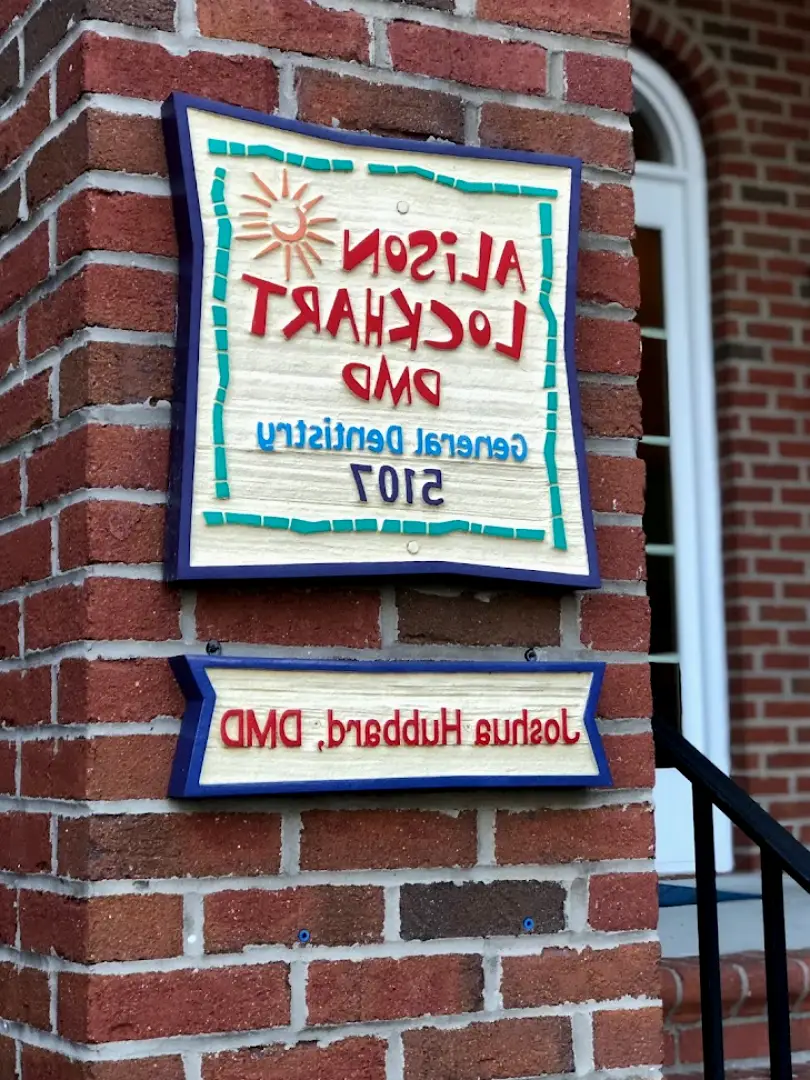 ALiSON
LOCKHART
DMD
General Dentistry
5107
Joshua Hubbard, DMD